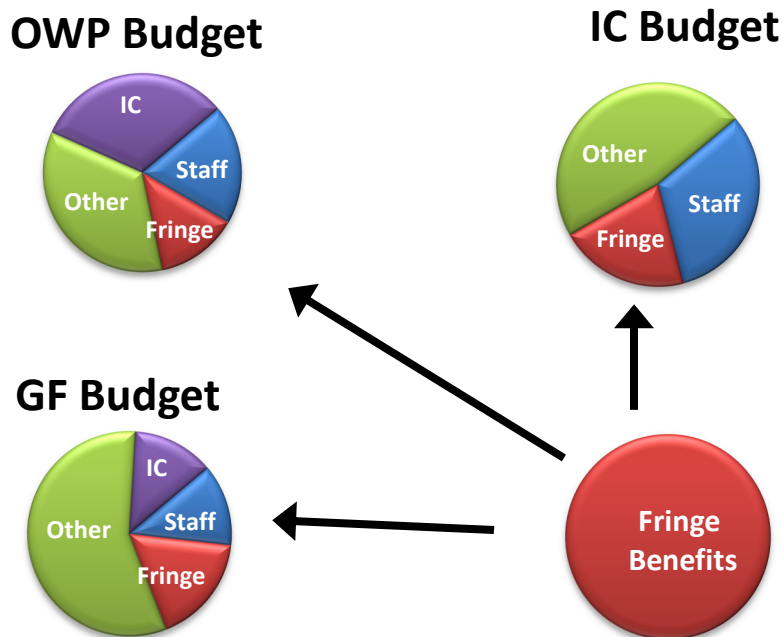 OWP Budget
IC
Staff
Other
Fringe
IC Budget
Other
Staff
Fringe
GF Budget
IC
Other
Staff
Fringe
Fringe
Benefits